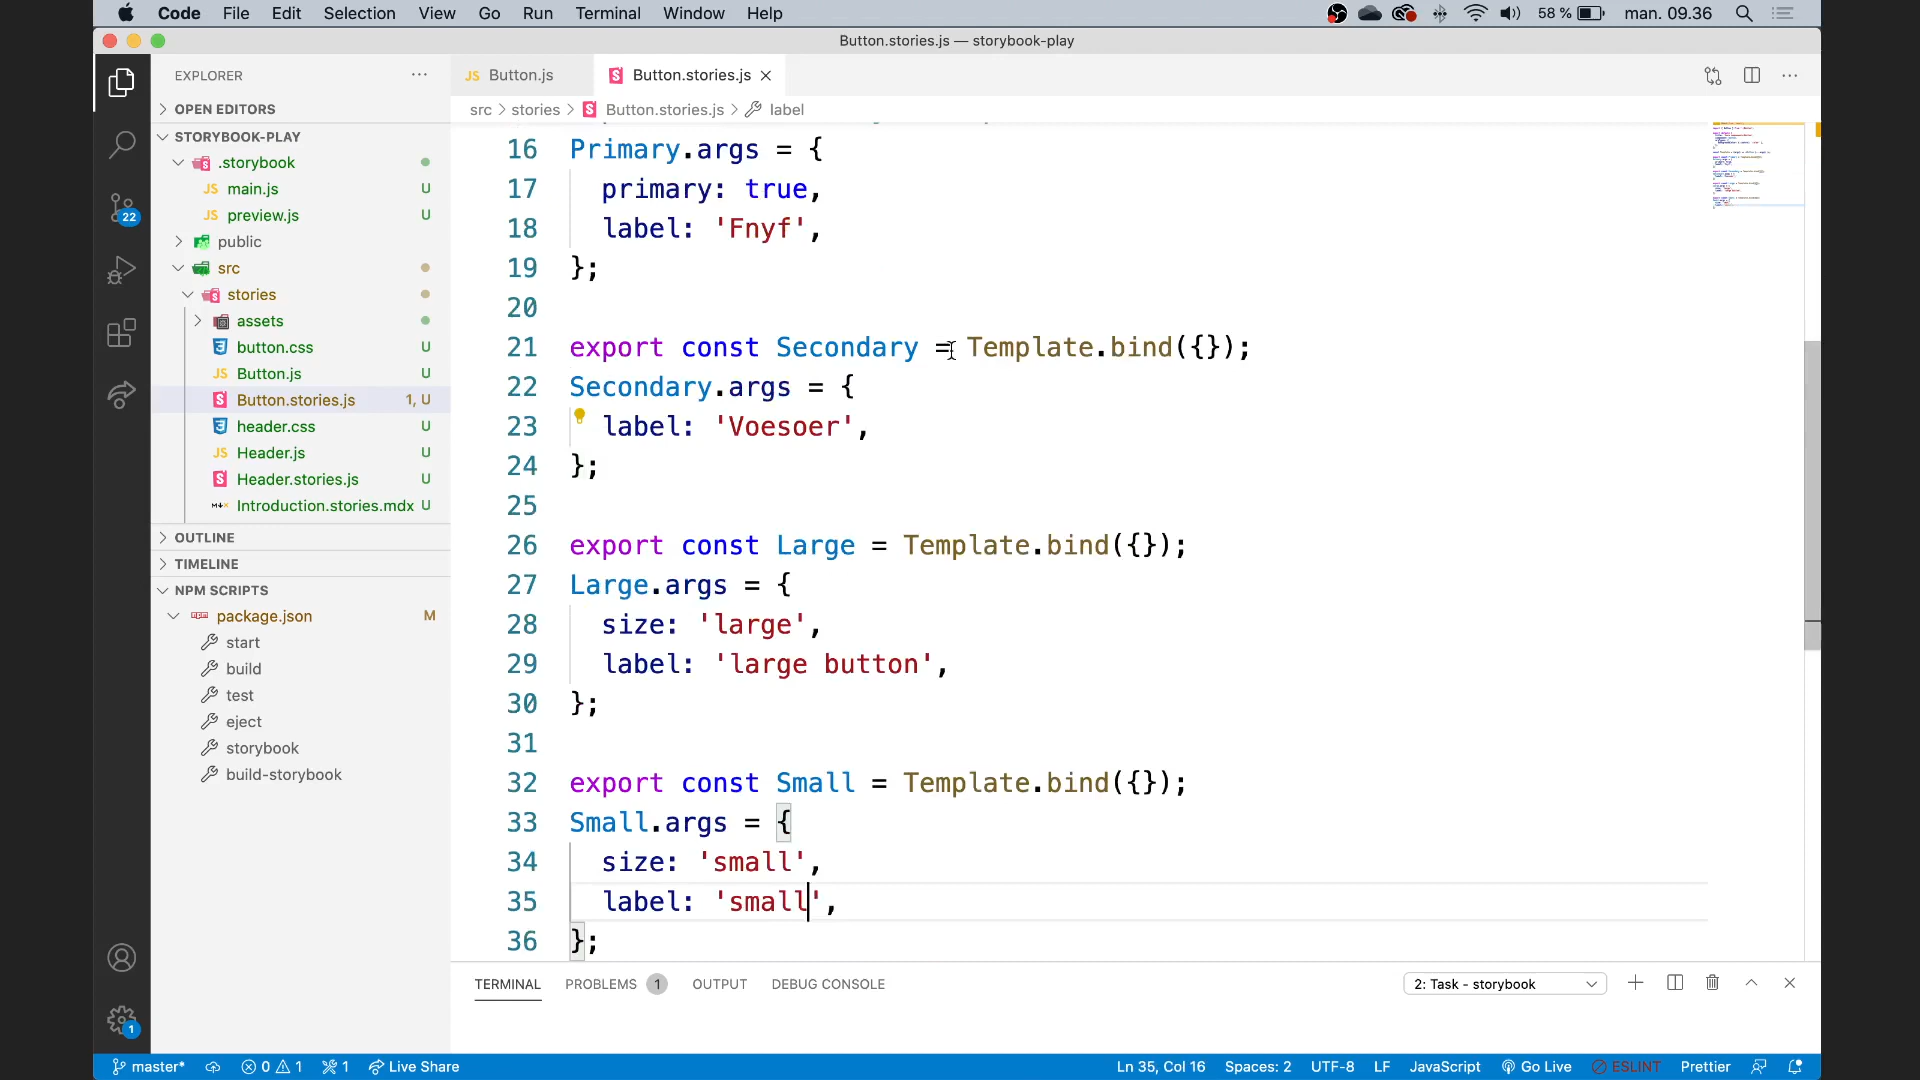 Code File Edit Selection View Go Run Terminal Window Help 58 % man. 09.36
Button.stories.js — storybook-play
EXPLORER
OPEN EDITORS
STORYBOOK-PLAY
.storybook
JS main.js U
JS preview.js U
public
src
stories
assets
button.css U
JS Button.js U
Button.stories.js 1, U
header.css U
JS Header.js U
Header.stories.js U
Introduction.stories.mdx U
OUTLINE
TIMELINE
NPM SCRIPTS
package.json M
start
build
test
eject
storybook
build-storybook
22
1
JS Button.js
Button.stories.js
src > stories > Button.stories.js > label
16 Primary.args = {
17 primary: true,
18 label: 'Fnyf',
19 };
20
21 export const Secondary = Template.bind({});
22 Secondary.args = {
23 label: 'Voesoer',
24 };
25
26 export const Large = Template.bind({});
27 Large.args = {
28 size: 'large',
29 label: 'large button',
30 };
31
32 export const Small = Template.bind({});
33 Small.args = {
34 size: 'small',
35 label: 'small',
36 };
TERMINAL PROBLEMS 1 OUTPUT DEBUG CONSOLE 2: Task - storybook
master* 0 1 1 Live Share Ln 35, Col 16 Spaces: 2 UTF-8 LF JavaScript Go Live ESLINT Prettier